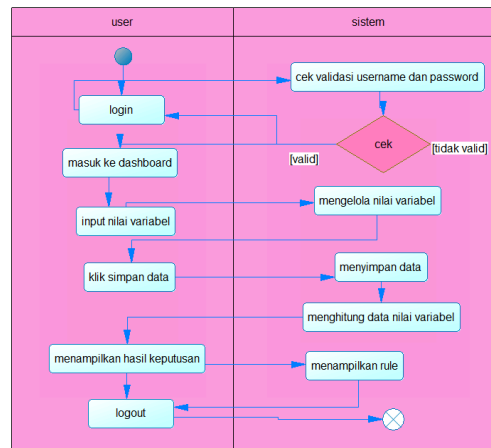 user
sistem
cek validasi username dan password
login
cek
[tidak valid]
[valid]
masuk ke dashboard
input nilai variabel
mengelola nilai variabel
klik simpan data
menyimpan data
menghitung data nilai variabel
menampilkan hasil keputusan
menampilkan rule
logout